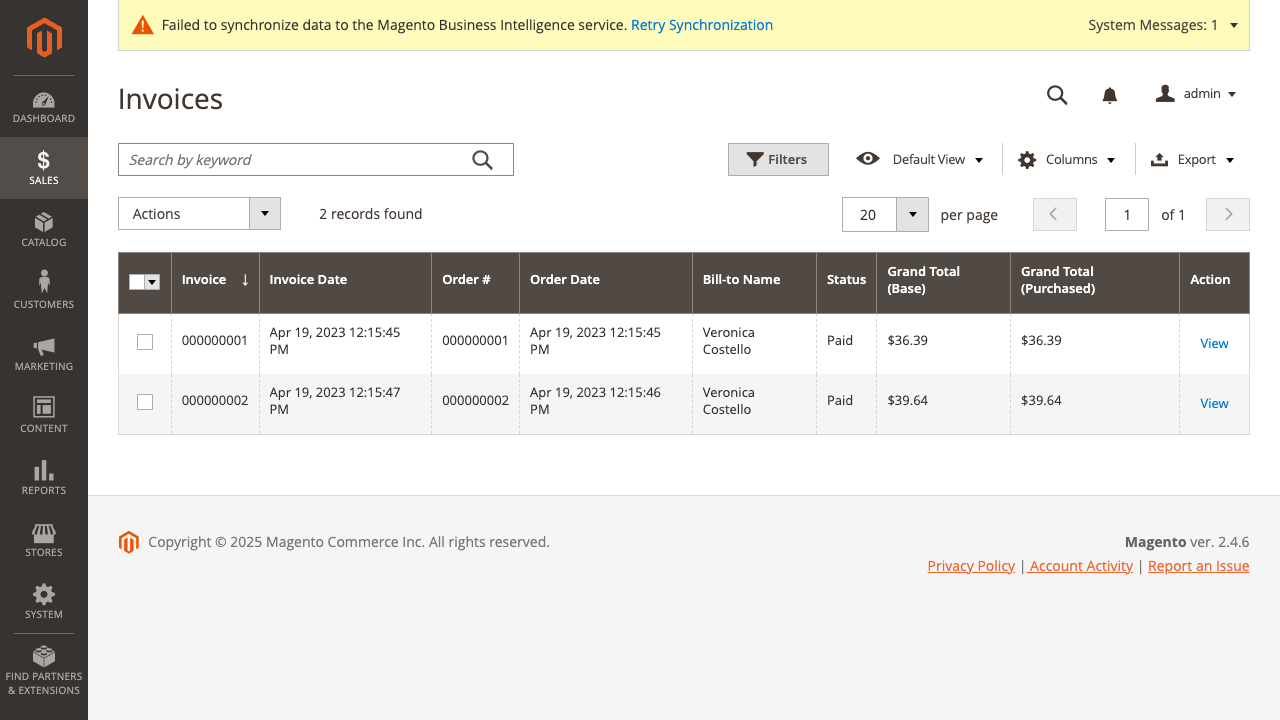 Failed to synchronize data to the Magento Business Intelligence service. Retry Synchronization
System Messages: 1
Invoices
admin
Search by keyword
Filters
Default View
Columns
Export
Actions
2 records found
20
per page
1
of 1
Invoice ↓ Invoice Date Order # Order Date Bill-to Name Status Grand Total (Base) Grand Total (Purchased) Action
000000001 Apr 19, 2023 12:15:45 PM 000000001 Apr 19, 2023 12:15:45 PM Veronica Costello Paid $36.39 $36.39 View
000000002 Apr 19, 2023 12:15:47 PM 000000002 Apr 19, 2023 12:15:46 PM Veronica Costello Paid $39.64 $39.64 View
DASHBOARD
$
SALES
CATALOG
CUSTOMERS
MARKETING
CONTENT
REPORTS
STORES
SYSTEM
FIND PARTNERS
& EXTENSIONS
Copyright © 2025 Magento Commerce Inc. All rights reserved.
Magento ver. 2.4.6
Privacy Policy | Account Activity | Report an Issue